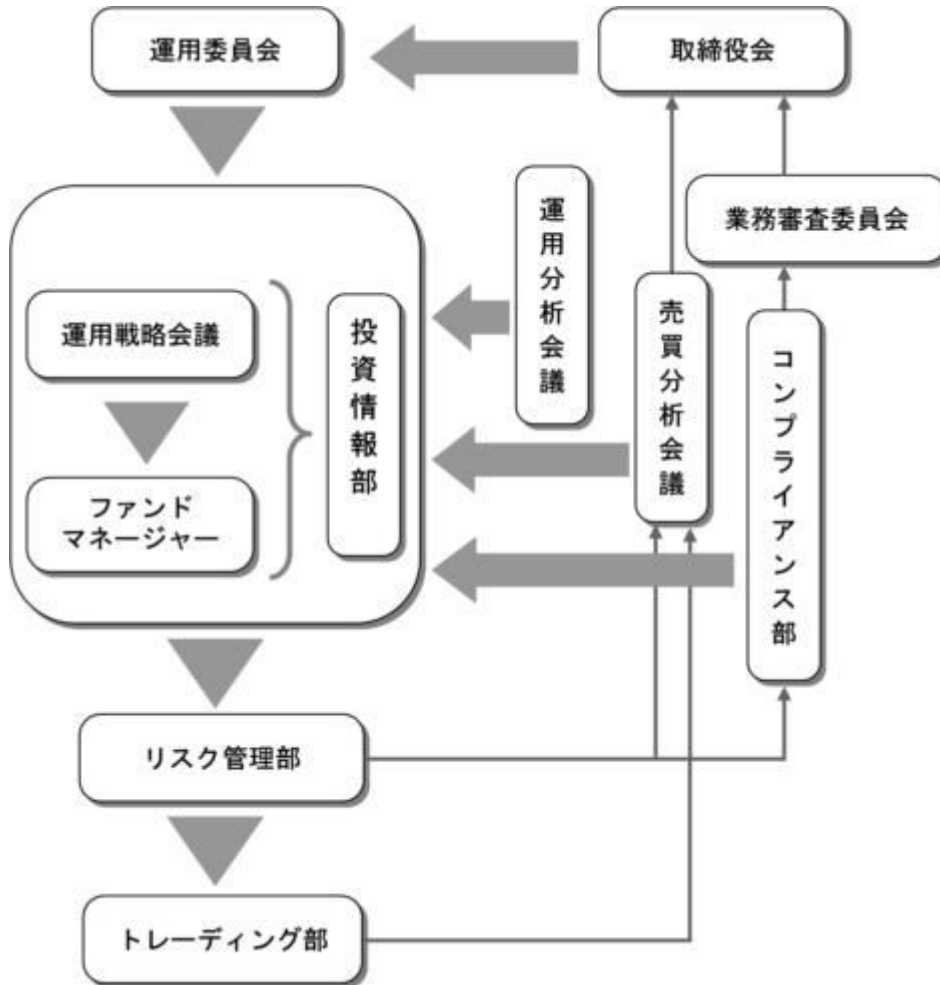 運用委員会
取締役会
業務審査委員会
運用分析会議
売買分析会議
コンプライアンス部
運用戦略会議
投資情報部
ファンド
マネージャー
リスク管理部
トレーディング部